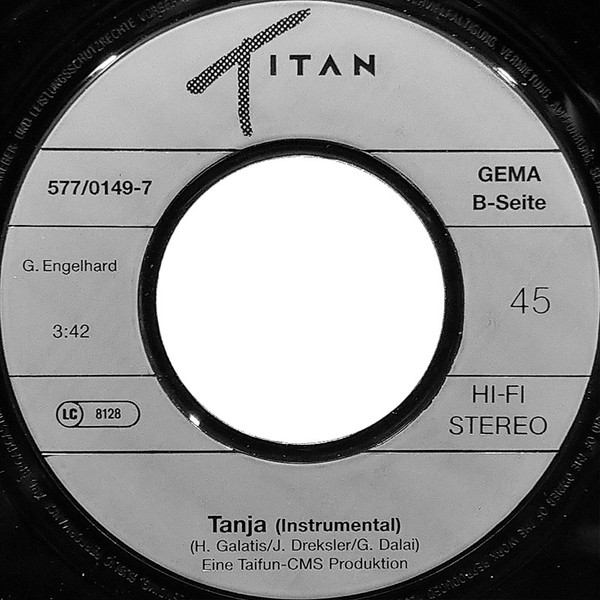 TITAN
577/0149-7
GEMA
B-Seite
G. Engelhard
3:42
45
LC 8128
HI-FI
STEREO
Tanja (Instrumental)
(H. Galatis/J. Dreksler/G. Dalai)
Eine Taifun-CMS Produktion